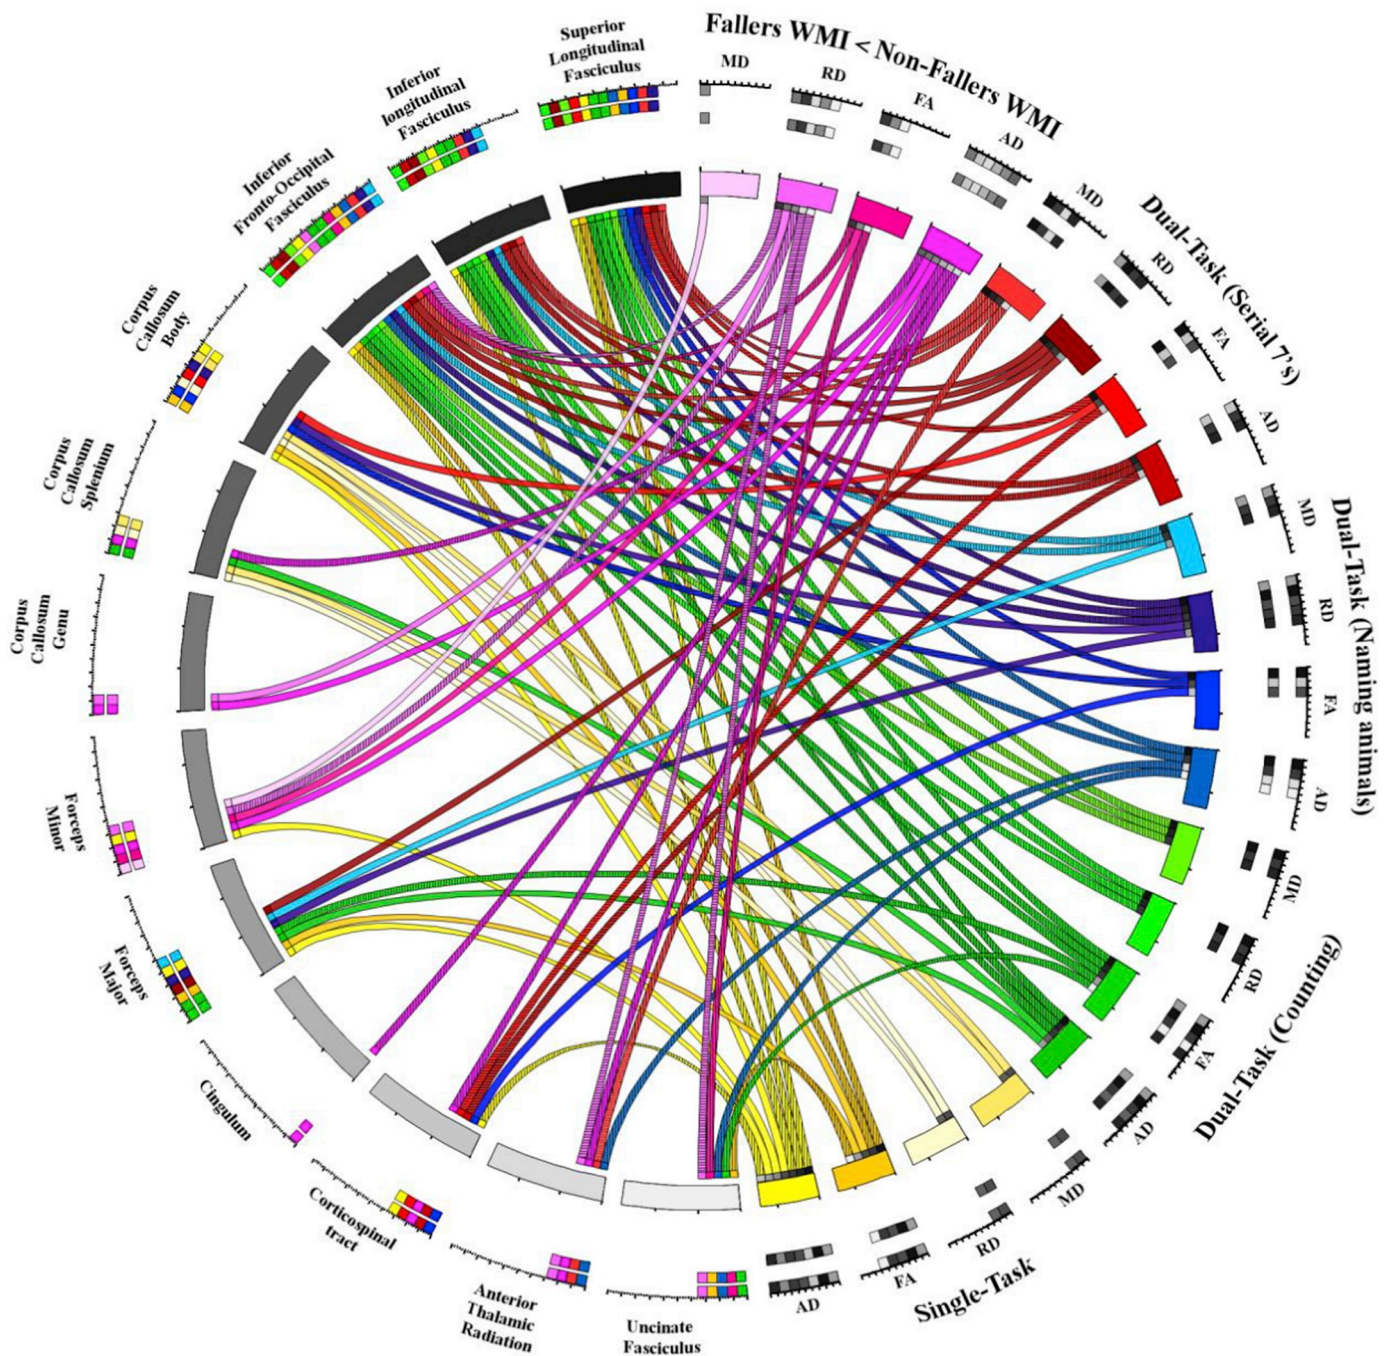 Fallers WMI < Non-Fallers WMI
MD
RD
FA
AD
Dual-Task (Serial 7's)
MD
RD
FA
AD
Dual-Task (Naming animals)
MD
RD
FA
AD
Dual-Task (Counting)
MD
RD
FA
AD
Single-Task
MD
RD
FA
AD
Uncinate
Fasciculus
Anterior
Thalamic
Radiation
Corticospinal
tract
Cingulum
Forceps
Major
Forceps
Minor
Corpus
Callosum
Genu
Corpus
Callosum
Splenium
Corpus
Callosum
Body
Inferior
Fronto-Occipital
Fasciculus
Inferior
longitudinal
Fasciculus
Superior
Longitudinal
Fasciculus